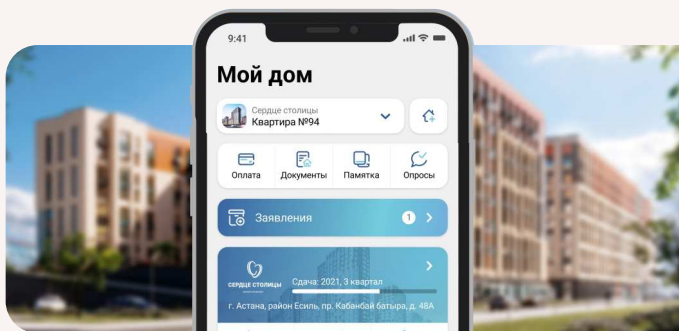 9:41
Мой дом
Сердце столицы
Квартира №94
Оплата
Документы
Памятка
Опросы
Заявления
1
СЕРДЦЕ СТОЛИЦЫ
Сдача: 2021, 3 квартал
г. Астана, район Есиль, пр. Кабанбай батыра, д. 48А